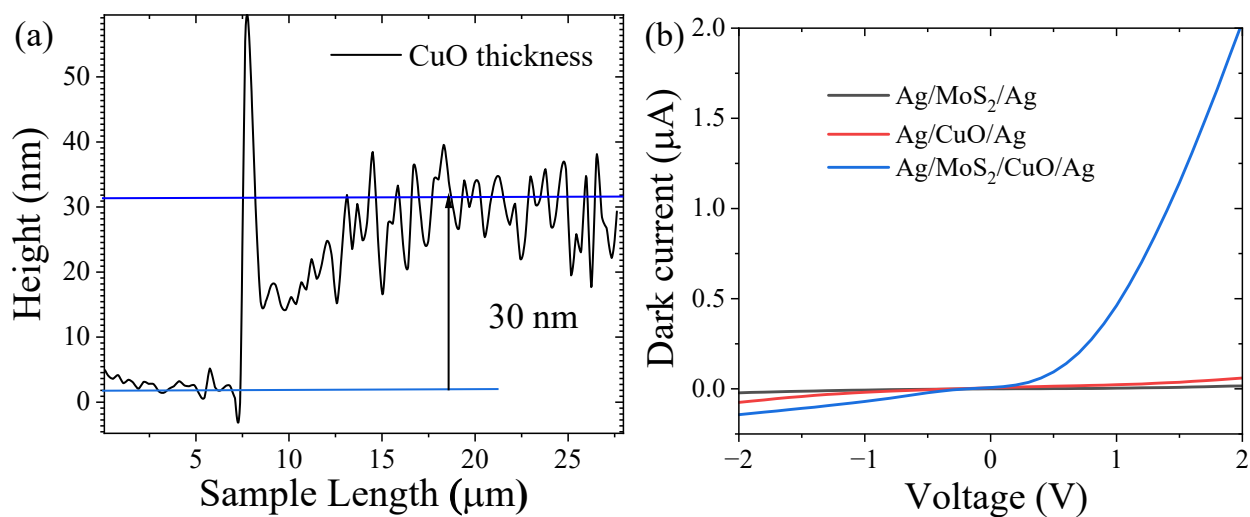 (a)
CuO thickness
Height (nm)
50
40
30
20
10
0
30 nm
5
10
15
20
25
Sample Length (μm)
(b)
Dark current (μA)
2.0
1.5
1.0
0.5
0.0
Ag/MoS₂/Ag
Ag/CuO/Ag
Ag/MoS₂/CuO/Ag
−2
−1
0
1
2
Voltage (V)